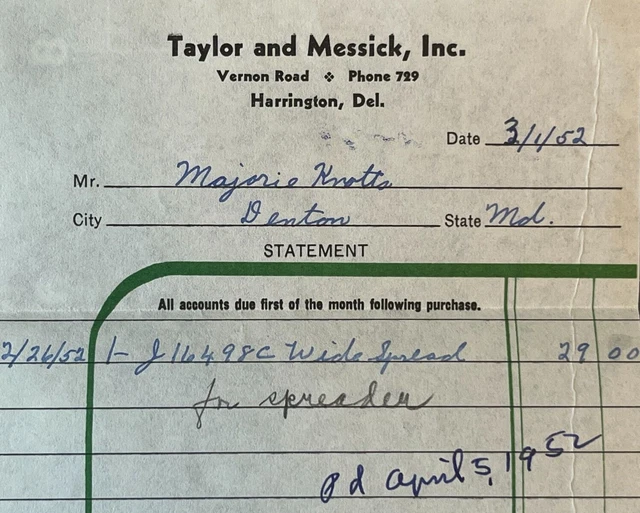 Taylor and Messick, Inc.
Vernon Road ❖ Phone 729
Harrington, Del.
Date 3/1/52
Mr. Majorie Knotts
City Denton State Md.
STATEMENT
All accounts due first of the month following purchase.
2/26/52 1- J16498C Wide Spread 29 00
for spreader
Pd April 5, 1952